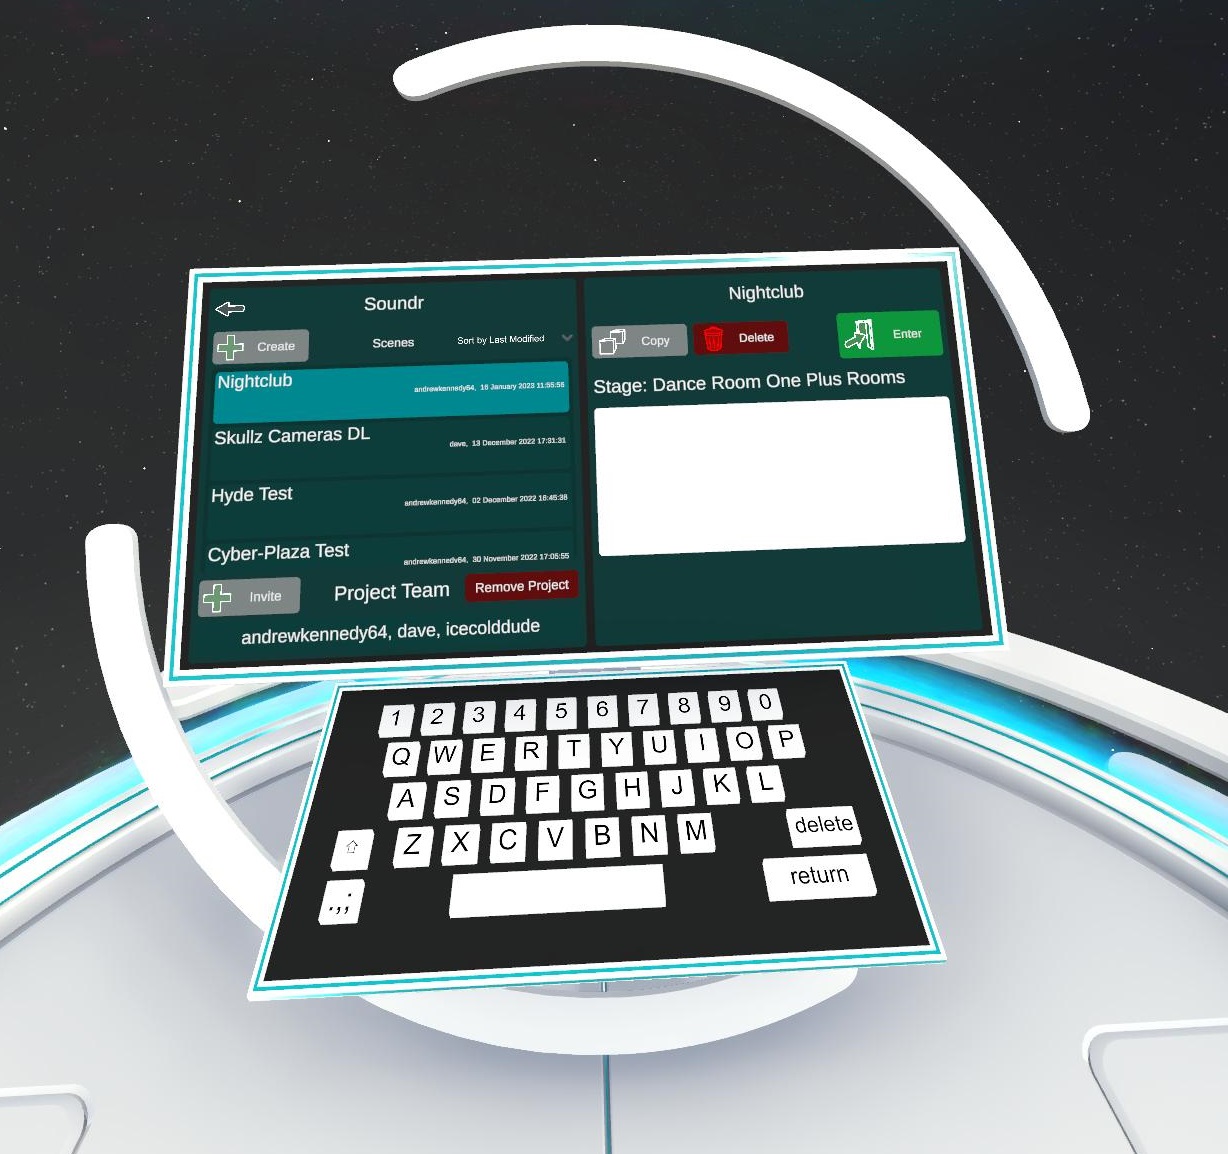 Soundr
Create
Scenes
Sort by Last Modified
Nightclub
andrewkennedy64, 16 January 2023 11:55:55
Skullz Cameras DL
dave, 13 December 2022 17:31:31
Hyde Test
andrewkennedy64, 02 December 2022 16:45:36
Cyber-Plaza Test
andrewkennedy64, 30 November 2022 17:05:55
Invite
Project Team
Remove Project
andrewkennedy64, dave, icecolddude
Nightclub
Copy
Delete
Enter
Stage: Dance Room One Plus Rooms
1 2 3 4 5 6 7 8 9 0
Q W E R T Y U I O P
A S D F G H J K L
Z X C V B N M
delete
.,;
return